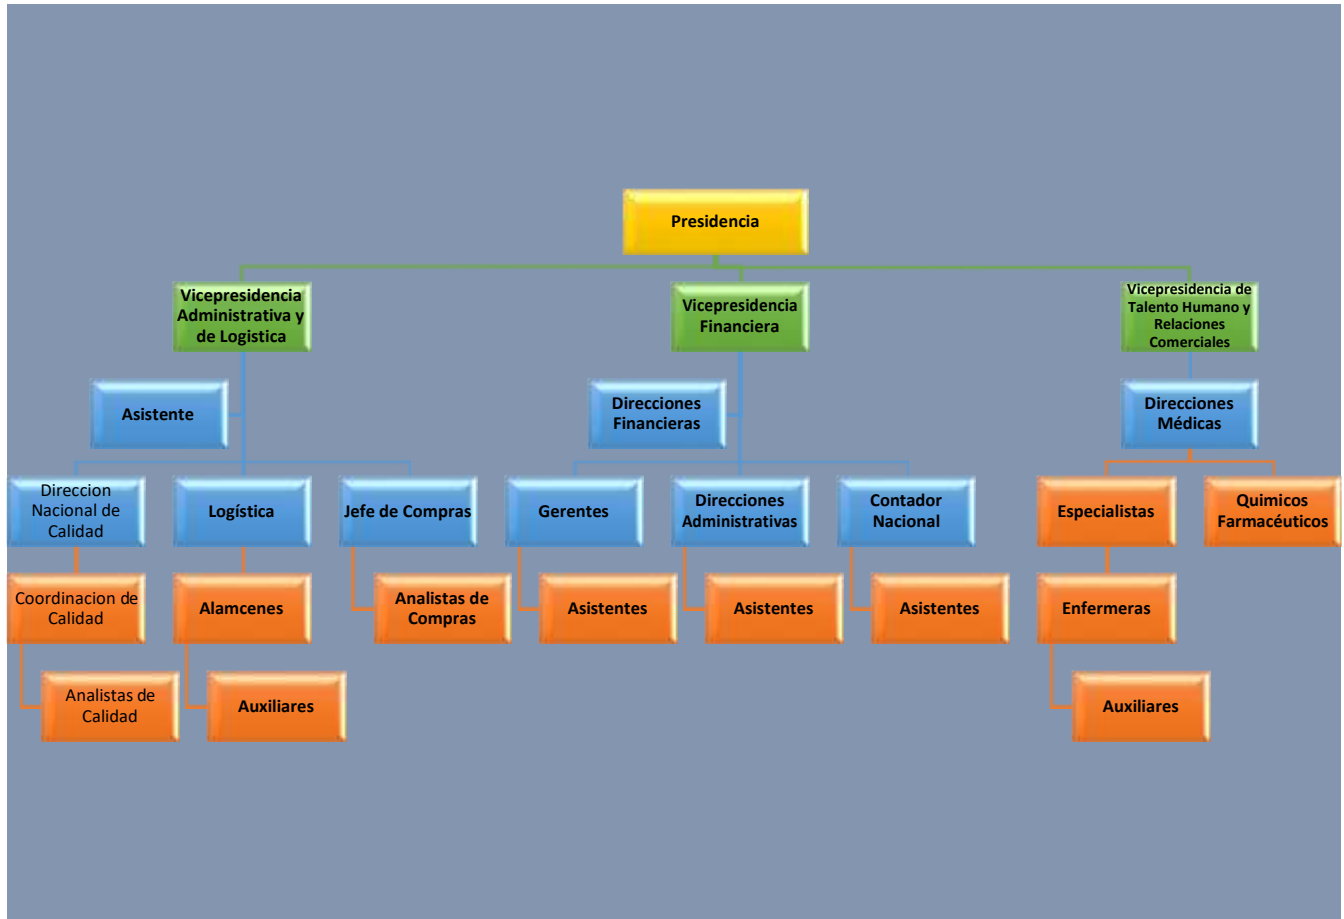 Presidencia
Vicepresidencia
Administrativa y
de Logistica
Vicepresidencia
Financiera
Vicepresidencia de
Talento Humano y
Relaciones
Comerciales
Asistente
Direcciones
Financieras
Direcciones
Médicas
Direccion
Nacional de
Calidad
Logística
Jefe de Compras
Gerentes
Direcciones
Administrativas
Contador
Nacional
Especialistas
Quimicos
Farmacéuticos
Coordinacion de
Calidad
Alamcenes
Analistas de
Compras
Asistentes
Asistentes
Asistentes
Enfermeras
Analistas de
Calidad
Auxiliares
Auxiliares